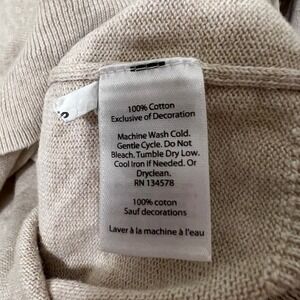 100% Cotton
Exclusive of Decoration
Machine Wash Cold.
Gentle Cycle. Do Not
Bleach. Tumble Dry Low.
Cool Iron If Needed. Or
Dryclean.
RN 134578
100% coton
Sauf decorations
Laver à la machine à l'eau
S